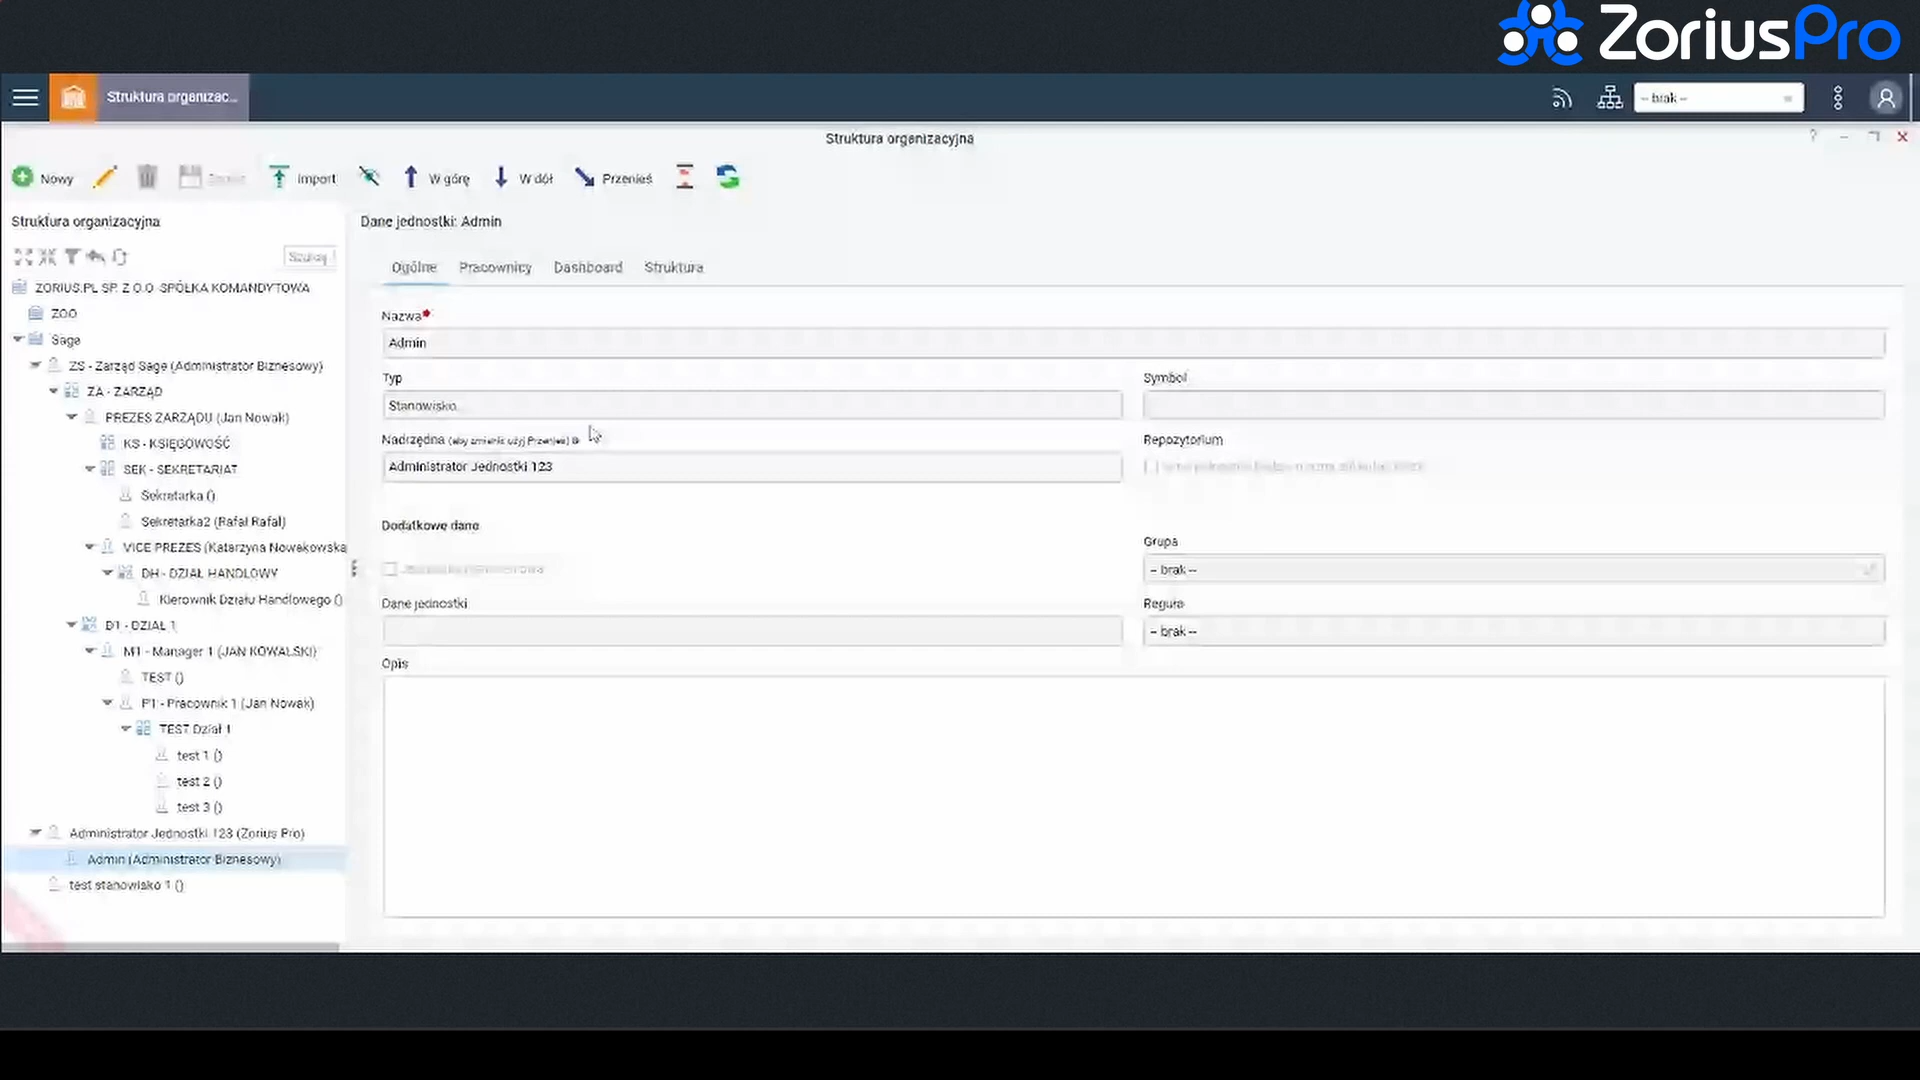 ZoriusPro
Struktura organizac...
-- brak --
Struktura organizacyjna
Nowy
Import
W górę
W dół
Przenieś
Struktura organizacyjna
Szukaj
ZORIUS.PL SP. Z O.O SPÓŁKA KOMANDYTOWA
ZOO
Sage
ZS - Zarząd Sage (Administrator Biznesowy)
ZA - ZARZĄD
PREZES ZARZĄDU (Jan Nowak)
KS - KSIĘGOWOŚĆ
SEK - SEKRETARIAT
Sekretarka ()
Sekretarka2 (Rafał Rafał)
VICE PREZES (Katarzyna Nowakowska
DH - DZIAŁ HANDLOWY
Kierownik Działu Handlowego ()
D1 - DZIAŁ 1
M1 - Manager 1 (JAN KOWALSKI)
TEST ()
P1 - Pracownik 1 (Jan Nowak)
TEST Dział 1
test 1 ()
test 2 ()
test 3 ()
Administrator Jednostki 123 (Zorius Pro)
Admin (Administrator Biznesowy)
test stanowisko 1 ()
Dane jednostki: Admin
Ogólne
Pracownicy
Dashboard
Struktura
Nazwa
Admin
Typ
Symbol
Stanowisko
Nadrzędna (aby zmienić użyj Przenieś)
Repozytorium
Administrator Jednostki 123
Dodatkowe dane
Grupa
-- brak --
Dane jednostki
Reguła
-- brak --
Opis